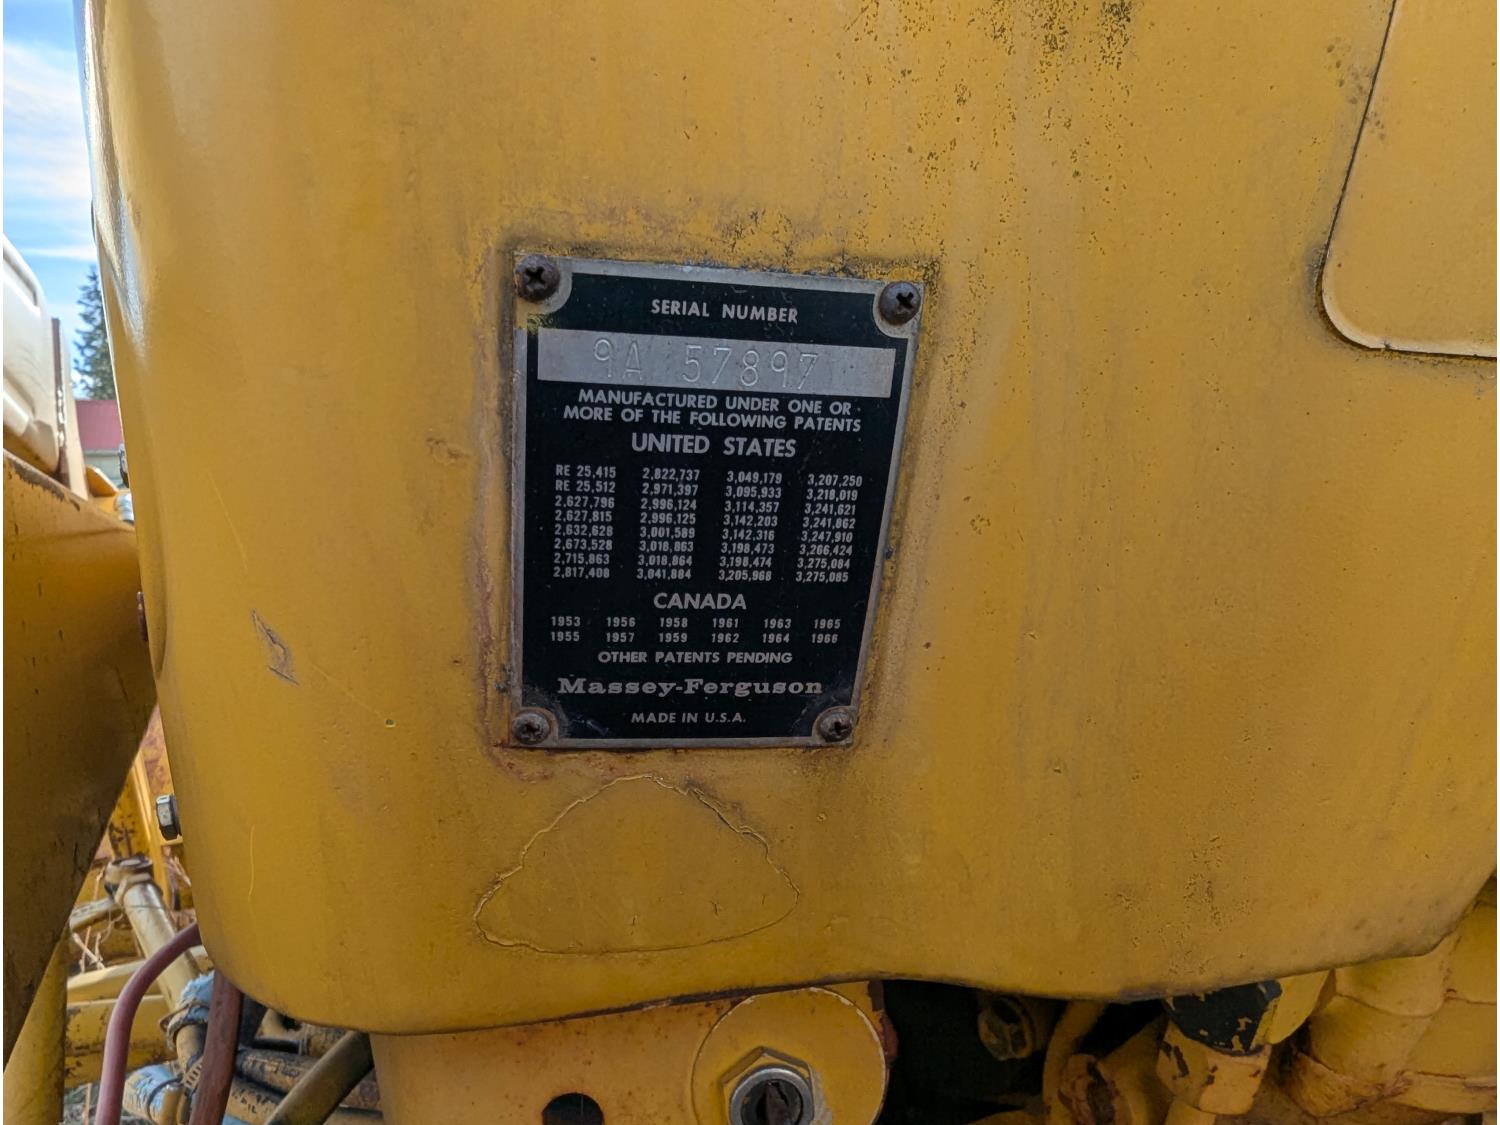 SERIAL NUMBER
9A 57897
MANUFACTURED UNDER ONE OR
MORE OF THE FOLLOWING PATENTS
UNITED STATES
RE 25,415 2,822,737 3,049,179 3,207,250
RE 25,512 2,971,397 3,095,933 3,218,019
2,627,796 2,996,124 3,114,357 3,241,621
2,627,815 2,996,125 3,142,203 3,241,862
2,632,628 3,001,589 3,142,316 3,247,910
2,673,528 3,018,863 3,198,473 3,266,424
2,715,863 3,018,864 3,198,474 3,275,084
2,817,408 3,041,884 3,205,968 3,275,085
CANADA
1953 1956 1958 1961 1963 1965
1955 1957 1959 1962 1964 1966
OTHER PATENTS PENDING
Massey-Ferguson
MADE IN U.S.A.